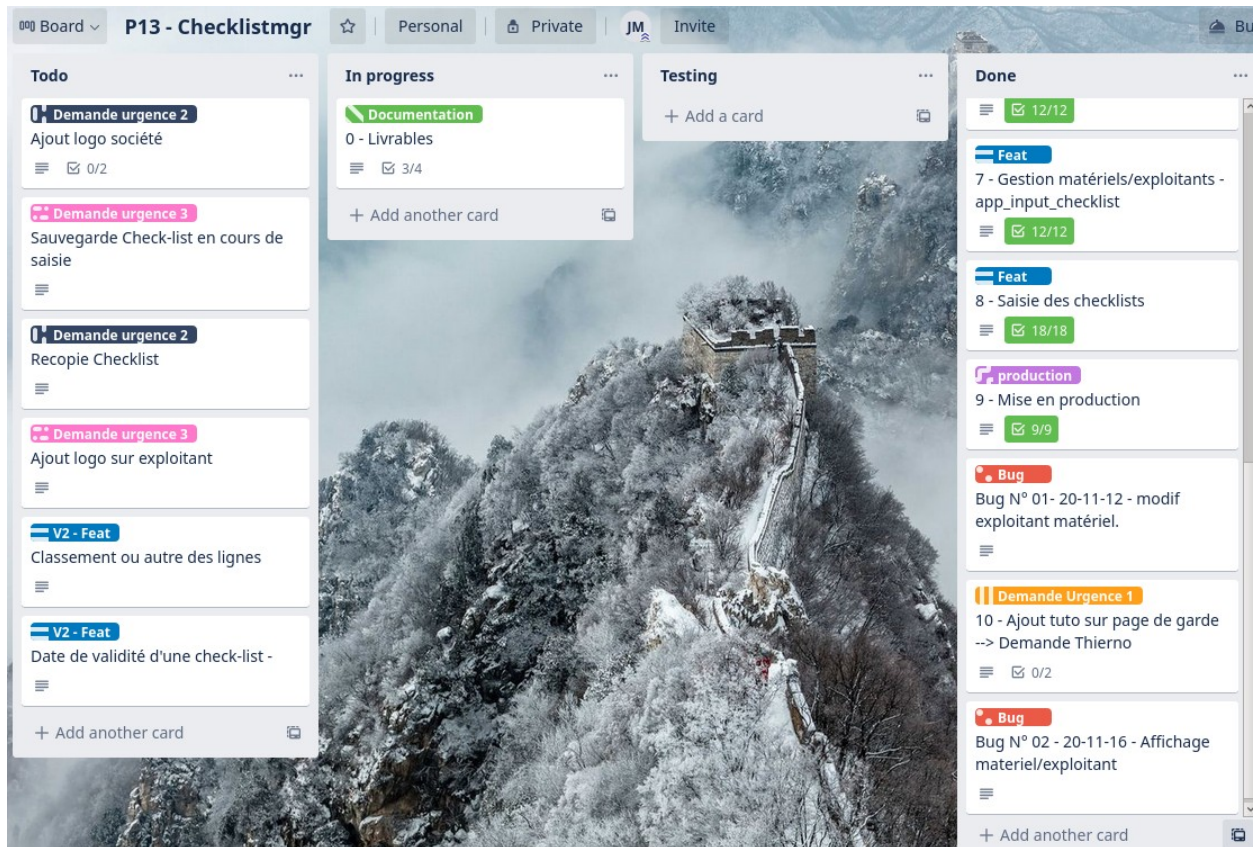 Board
P13 - Checklistmgr
Personal
Private
JM
Invite
Bu
Todo
Demande urgence 2
Ajout logo société
0/2
Demande urgence 3
Sauvegarde Check-list en cours de
saisie
Demande urgence 2
Recopie Checklist
Demande urgence 3
Ajout logo sur exploitant
V2 - Feat
Classement ou autre des lignes
V2 - Feat
Date de validité d'une check-list -
+ Add another card
In progress
Documentation
0 - Livrables
3/4
+ Add another card
Testing
+ Add a card
Done
12/12
Feat
7 - Gestion matériels/exploitants -
app_input_checklist
12/12
Feat
8 - Saisie des checklists
18/18
production
9 - Mise en production
9/9
Bug
Bug N° 01- 20-11-12 - modif
exploitant matériel.
Demande Urgence 1
10 - Ajout tuto sur page de garde
--> Demande Thierno
0/2
Bug
Bug N° 02 - 20-11-16 - Affichage
materiel/exploitant
+ Add another card